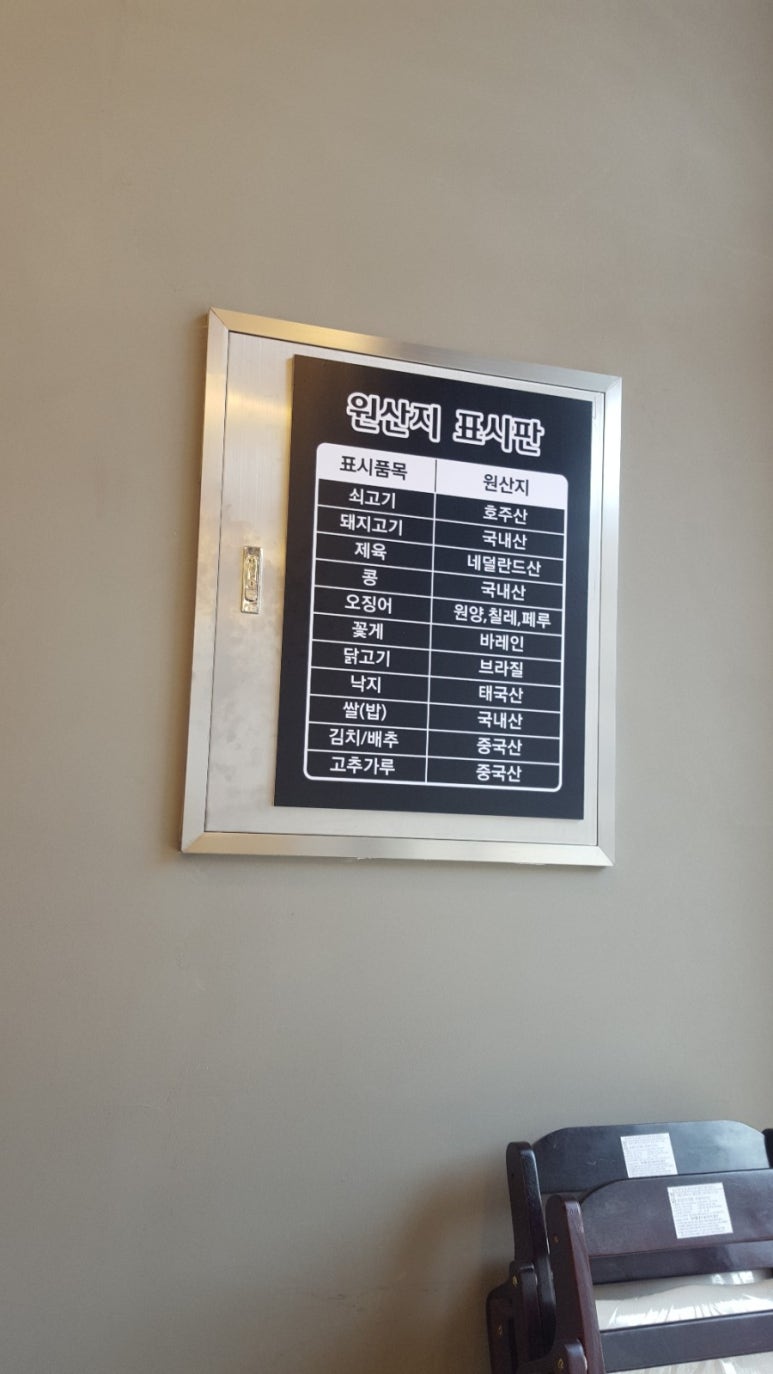 원산지 표시판
표시품목 원산지
쇠고기 호주산
돼지고기 국내산
제육 네덜란드산
콩 국내산
오징어 원양,칠레,페루
꽃게 바레인
닭고기 브라질
낙지 태국산
쌀(밥) 국내산
김치/배추 중국산
고추가루 중국산